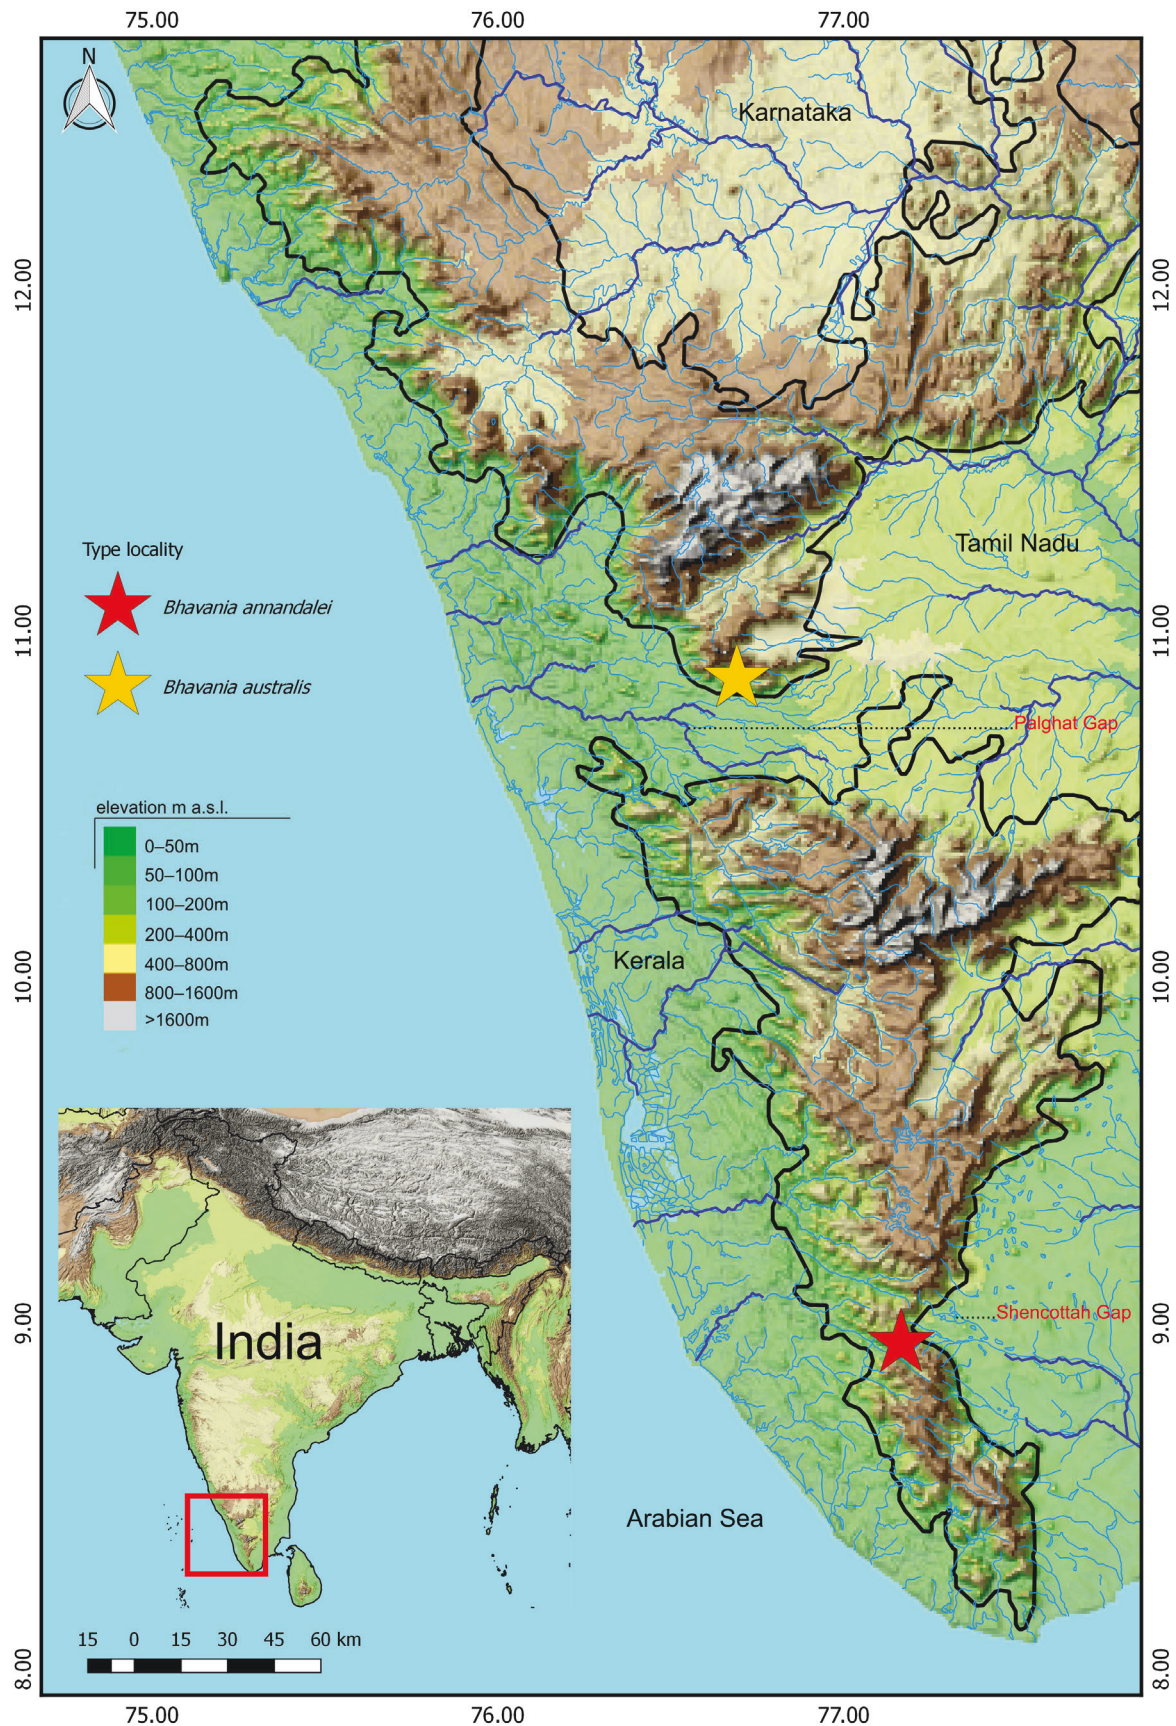 75.00 76.00 77.00
N
Karnataka
12.00 12.00
Tamil Nadu
Type locality
Bhavania annandalei
11.00 11.00
Bhavania australis
Palghat Gap
elevation m a.s.l.
0–50m
50–100m
100–200m
200–400m
400–800m
800–1600m
>1600m
Kerala
10.00 10.00
Shencottah Gap
9.00 9.00
India
Arabian Sea
15 0 15 30 45 60 km
8.00 8.00
75.00 76.00 77.00